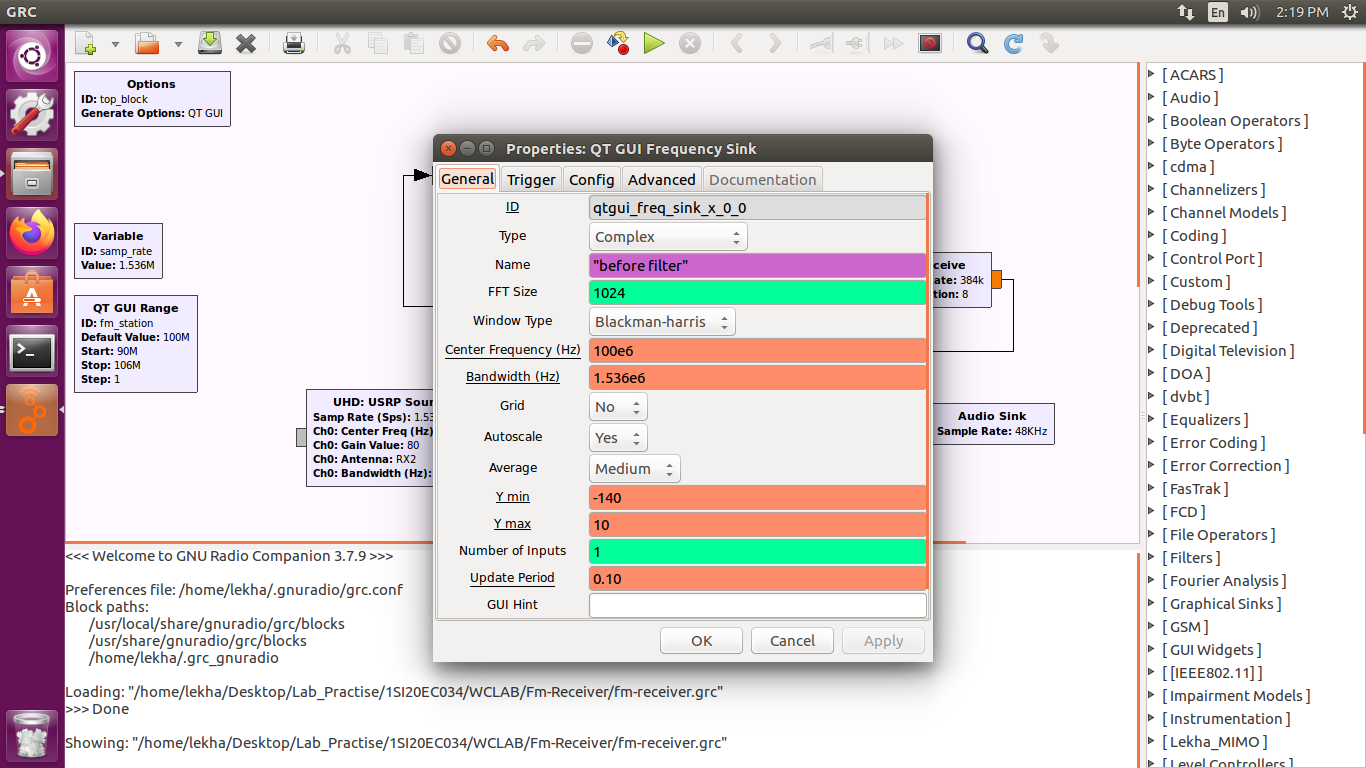 GRC
En
2:19 PM
Options
ID: top_block
Generate Options: QT GUI
Variable
ID: samp_rate
Value: 1.536M
QT GUI Range
ID: fm_station
Default Value: 100M
Start: 90M
Stop: 106M
Step: 1
UHD: USRP Sour
Samp Rate (Sps): 1.53
Ch0: Center Freq (Hz)
Ch0: Gain Value: 80
Ch0: Antenna: RX2
Ch0: Bandwidth (Hz):
Properties: QT GUI Frequency Sink
General Trigger Config Advanced Documentation
ID qtgui_freq_sink_x_0_0
Type Complex
Name "before filter"
FFT Size 1024
Window Type Blackman-harris
Center Frequency (Hz) 100e6
Bandwidth (Hz) 1.536e6
Grid No
Autoscale Yes
Average Medium
Y min -140
Y max 10
Number of Inputs 1
Update Period 0.10
GUI Hint
OK Cancel Apply
ceive
ate: 384k
tion: 8
Audio Sink
Sample Rate: 48KHz
<<< Welcome to GNU Radio Companion 3.7.9 >>>
Preferences file: /home/lekha/.gnuradio/grc.conf
Block paths:
/usr/local/share/gnuradio/grc/blocks
/usr/share/gnuradio/grc/blocks
/home/lekha/.grc_gnuradio
Loading: "/home/lekha/Desktop/Lab_Practise/1SI20EC034/WCLAB/Fm-Receiver/fm-receiver.grc"
>>> Done
Showing: "/home/lekha/Desktop/Lab_Practise/1SI20EC034/WCLAB/Fm-Receiver/fm-receiver.grc"
[ ACARS ]
[ Audio ]
[ Boolean Operators ]
[ Byte Operators ]
[ cdma ]
[ Channelizers ]
[ Channel Models ]
[ Coding ]
[ Control Port ]
[ Custom ]
[ Debug Tools ]
[ Deprecated ]
[ Digital Television ]
[ DOA ]
[ dvbt ]
[ Equalizers ]
[ Error Coding ]
[ Error Correction ]
[ FasTrak ]
[ FCD ]
[ File Operators ]
[ Filters ]
[ Fourier Analysis ]
[ Graphical Sinks ]
[ GSM ]
[ GUI Widgets ]
[ [IEEE802.11] ]
[ Impairment Models ]
[ Instrumentation ]
[ Lekha_MIMO ]
[ Level Controllers ]